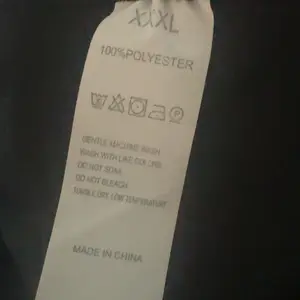 XXXL
100%POLYESTER
GENTLE MACHINE WASH
WASH WITH LIKE COLORS
DO NOT SOAK
DO NOT BLEACH
TUMBLE DRY LOW TEMPERATURE
MADE IN CHINA